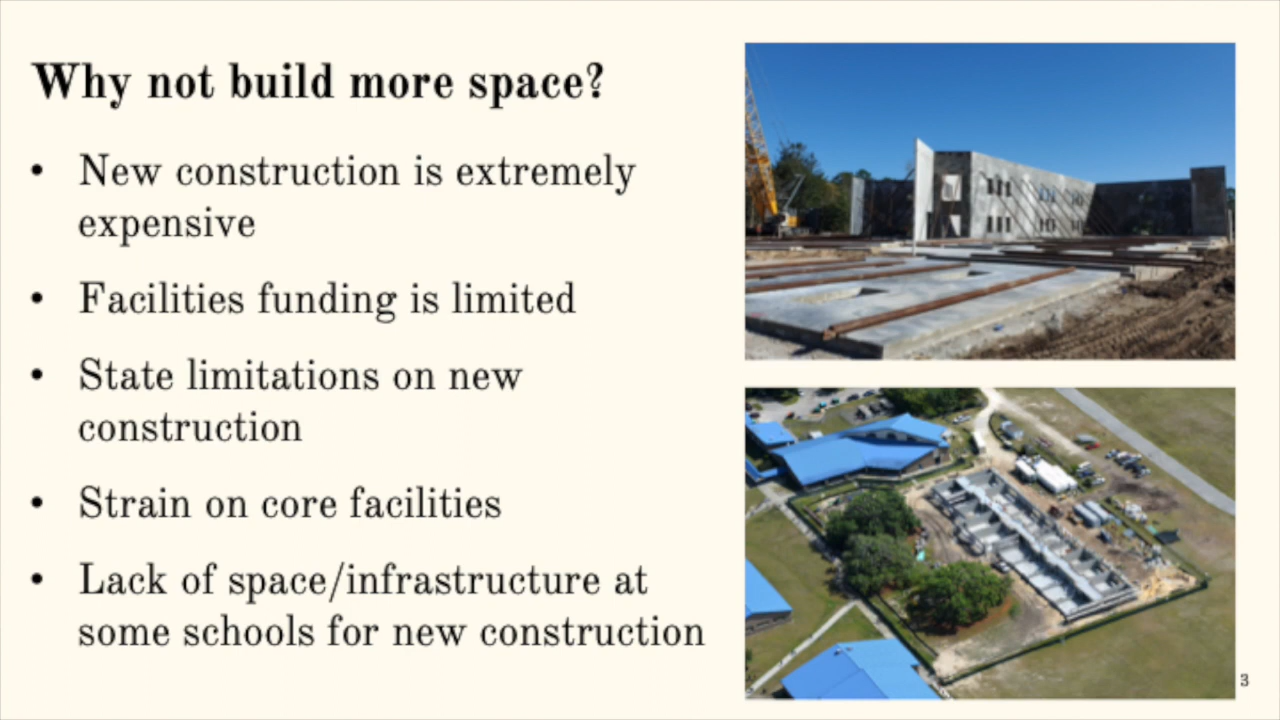 Why not build more space?
• New construction is extremely
expensive
• Facilities funding is limited
• State limitations on new
construction
• Strain on core facilities
• Lack of space/infrastructure at
some schools for new construction
3